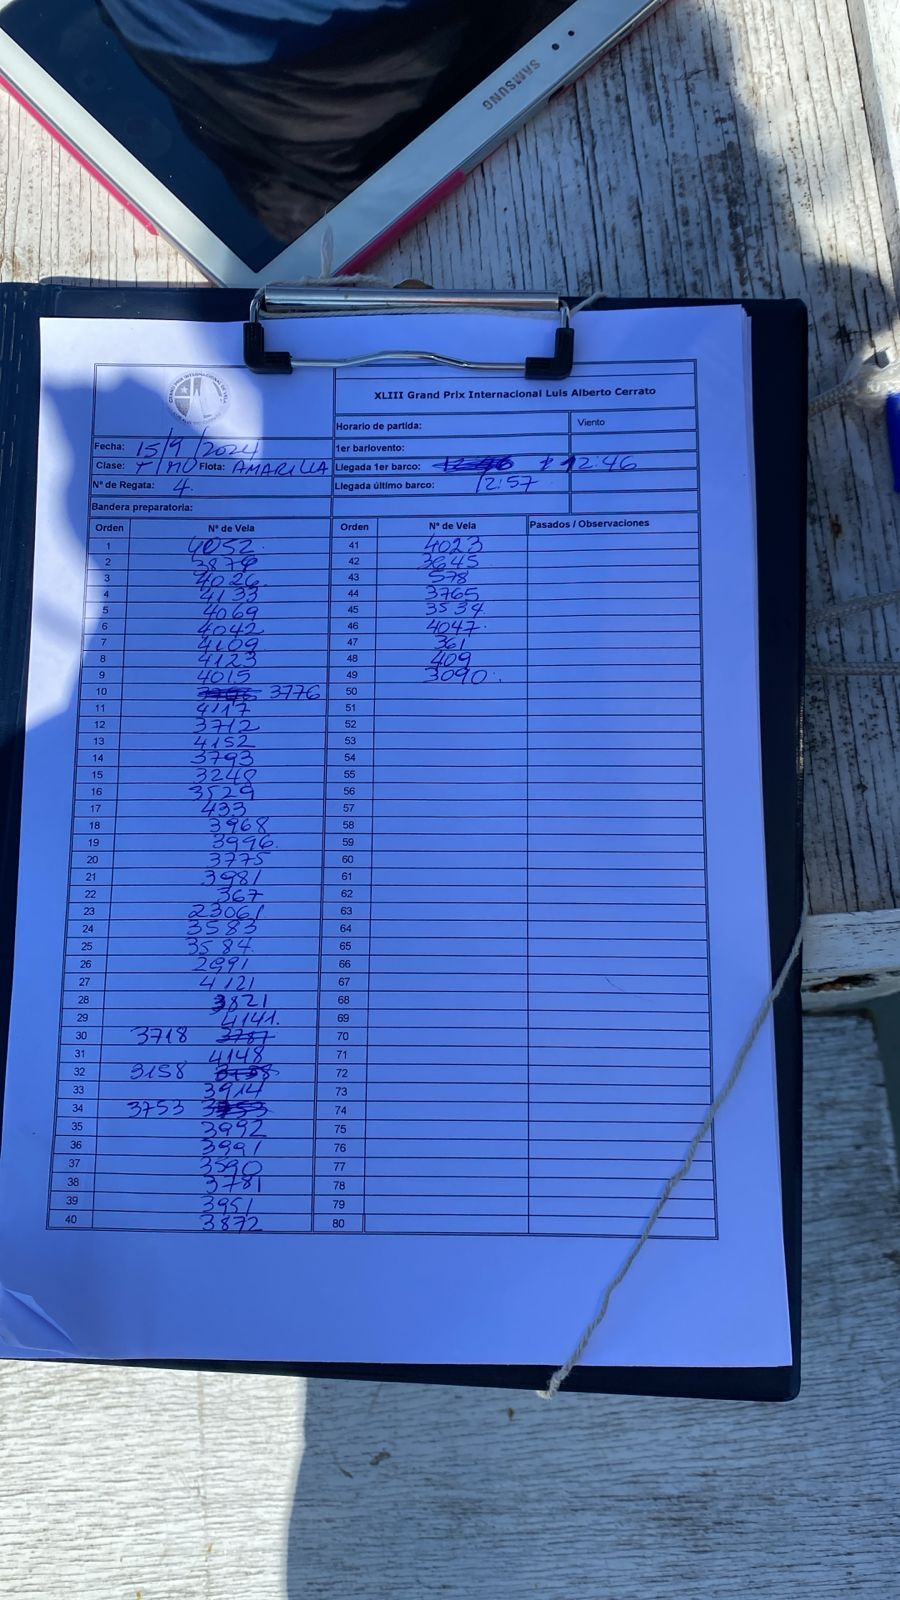 SAMSUNG
XLIII Grand Prix Internacional Luis Alberto Cerrato
Horario de partida: Viento
Fecha: 15/9/2024 1er barlovento:
Clase: Flota: AMARILLA Llegada 1er barco: 12:46
Nº de Regata: 4. Llegada último barco: 12:57
Bandera preparatoria:
Orden Nº de Vela Orden Nº de Vela Pasados / Observaciones
1 4052 41 4023
2 3879 42 3645
3 4026 43 578
4 4133 44 3765
5 4069 45 3534
6 4042 46 4047
7 4109 47 361
8 4123 48 409
9 4015 49 3090
10 3776 50
11 4117 51
12 3712 52
13 4152 53
14 3793 54
15 3248 55
16 3529 56
17 433 57
18 3968 58
19 3996 59
20 3775 60
21 3981 61
22 367 62
23 23061 63
24 3583 64
25 3584 65
26 2991 66
27 4121 67
28 3821 68
29 4141. 69
30 3718 3787 70
31 4148 71
32 3158 72
33 3914 73
34 3753 74
35 3992 75
36 3991 76
37 3590 77
38 3781 78
39 3951 79
40 3872 80